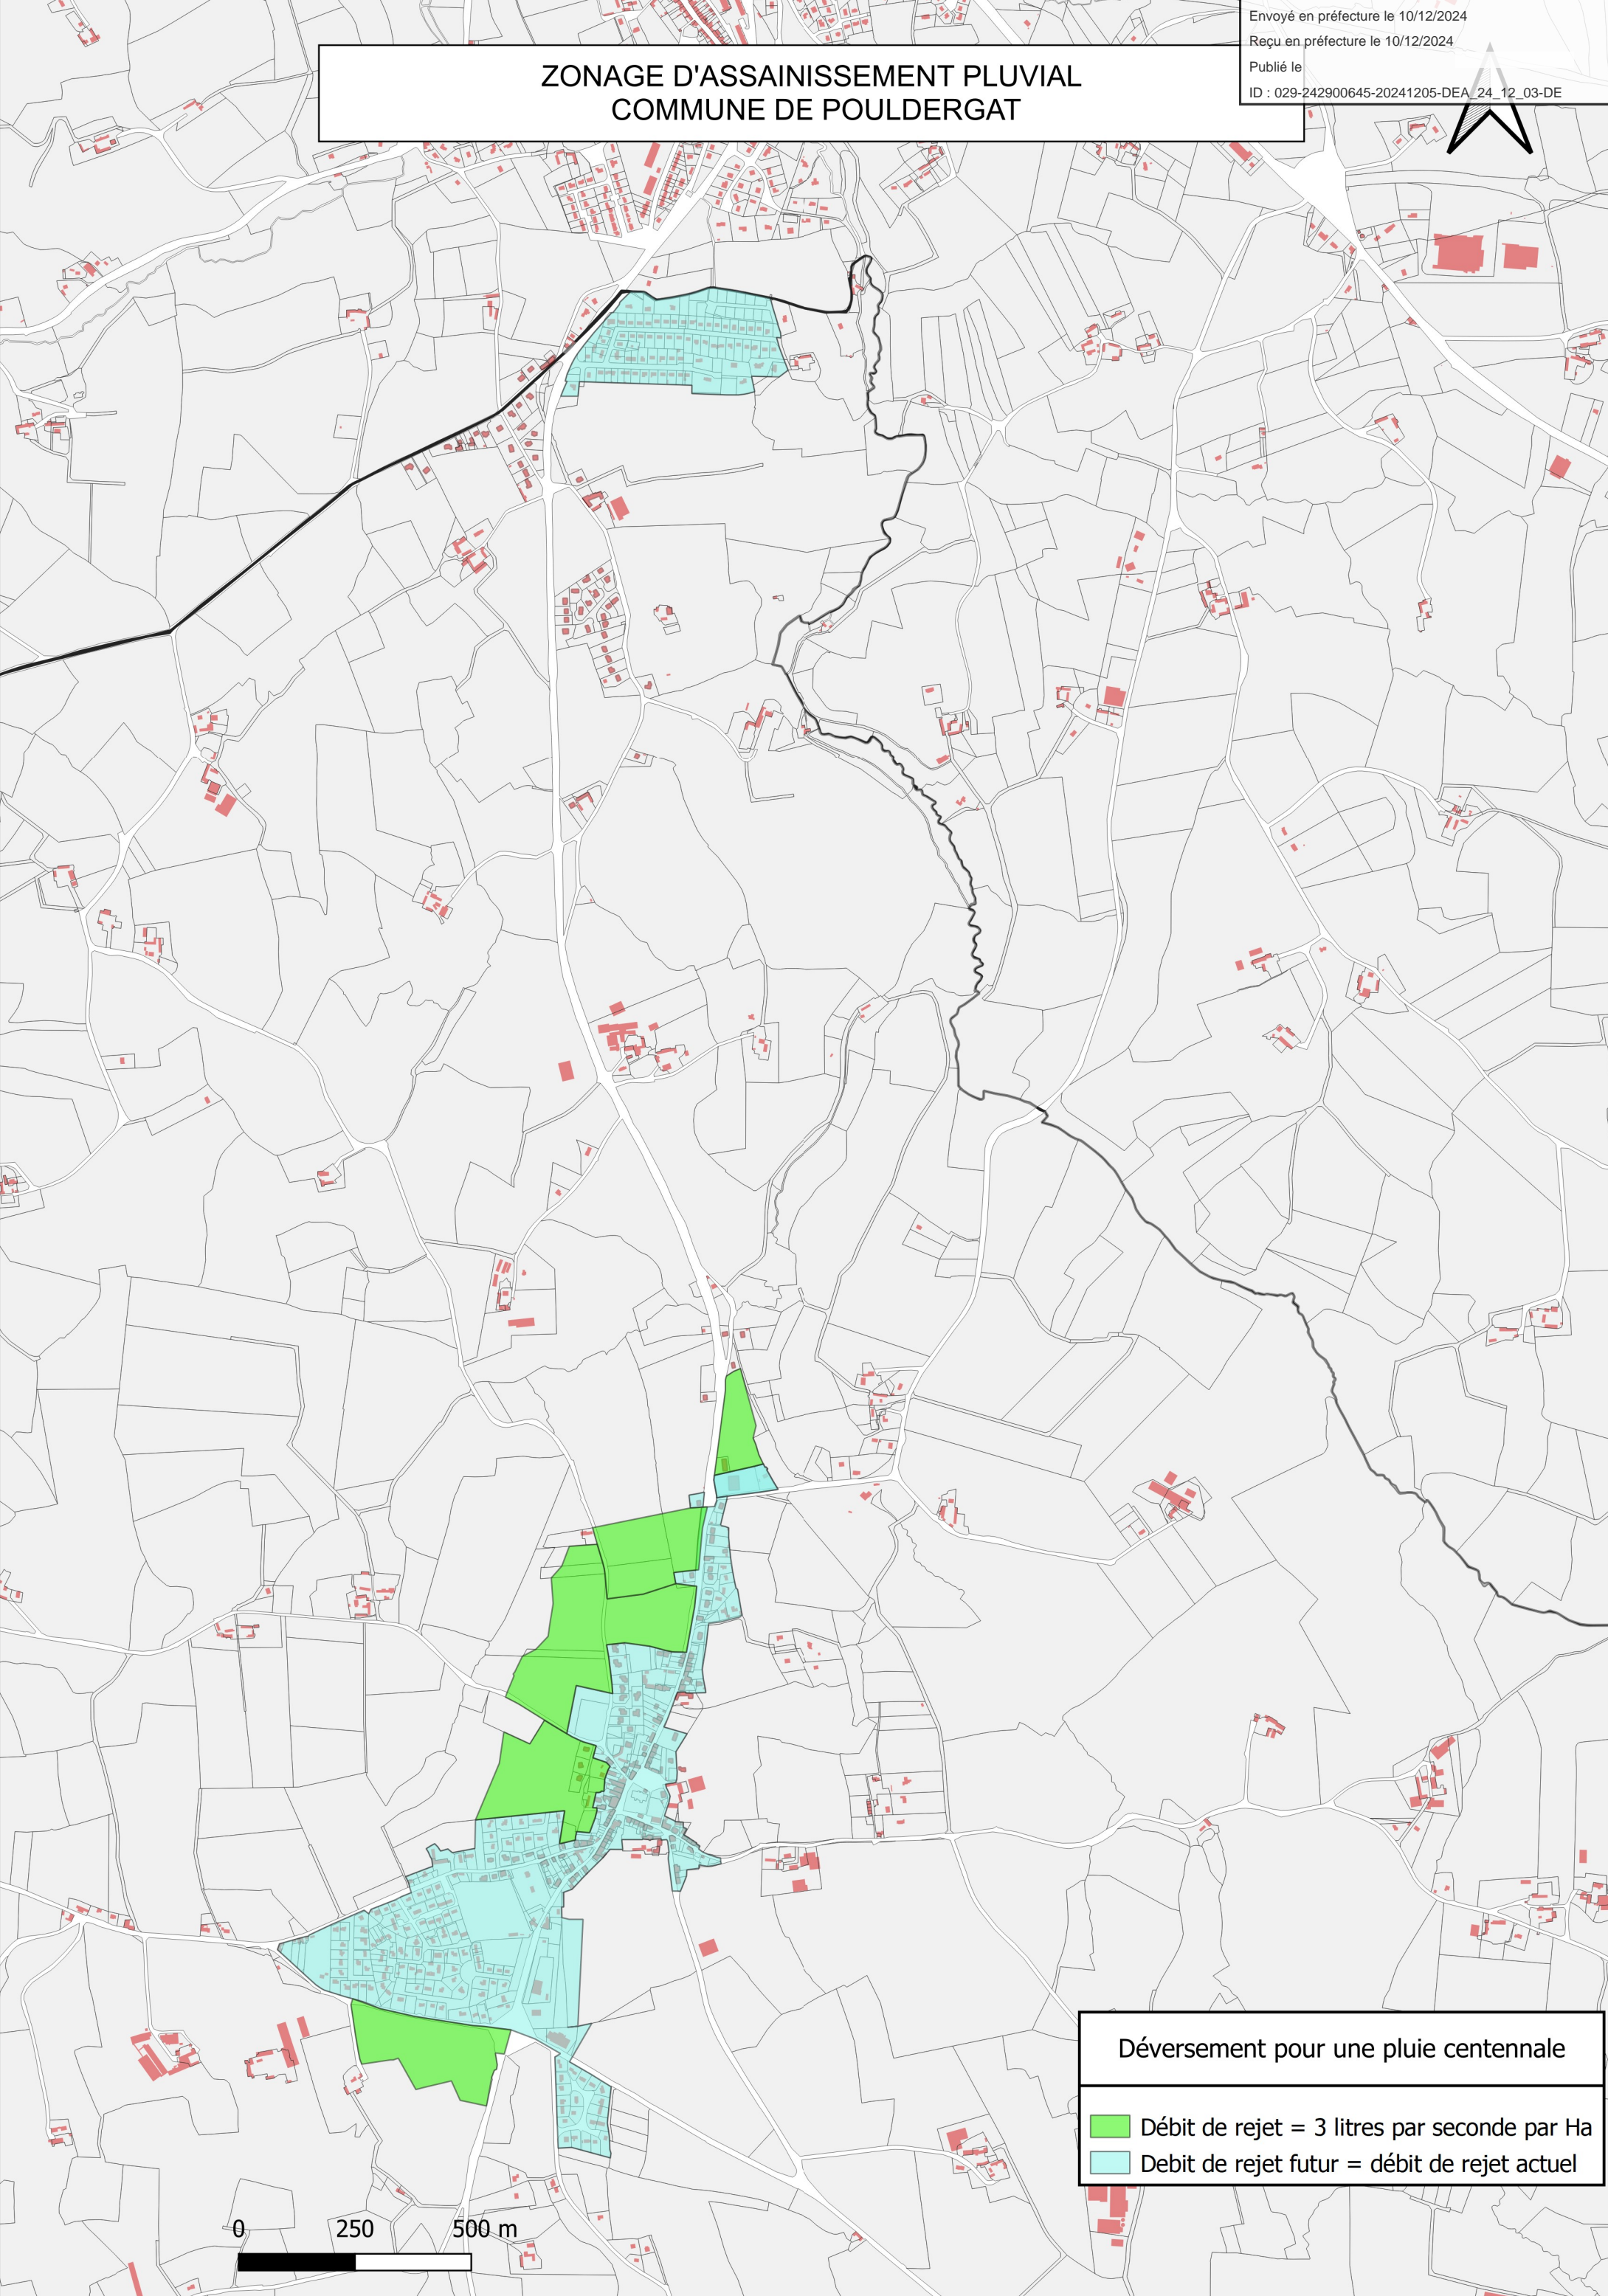 Envoyé en préfecture le 10/12/2024
Reçu en préfecture le 10/12/2024
Publié le
ID : 029-242900645-20241205-DEA_24_12_03-DE
ZONAGE D'ASSAINISSEMENT PLUVIAL
COMMUNE DE POULDERGAT
Déversement pour une pluie centennale
Débit de rejet = 3 litres par seconde par Ha
Debit de rejet futur = débit de rejet actuel
0 250 500 m